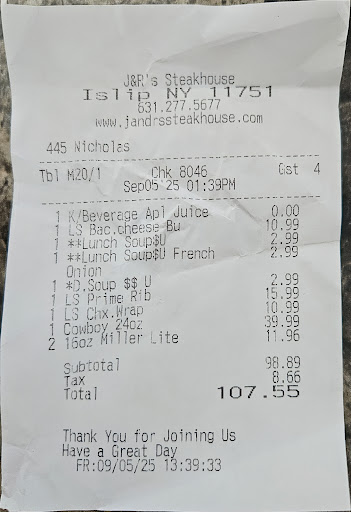 J&R's Steakhouse
Islip NY 11751
631.277.5677
www.jandrssteakhouse.com
445 Nicholas
Tbl M20/1 Chk 8046 Gst 4
Sep05'25 01:39PM
1 K/Beverage Apl Juice 0.00
1 LS Bac.cheese Bu 10.99
1 **Lunch Soup$U 2.99
1 **Lunch Soup$U French 2.99
Onion
1 *D.Soup $$ U 2.99
1 LS Prime Rib 15.99
1 LS Chx.Wrap 10.99
1 Cowboy 24oz 39.99
2 16oz Miller Lite 11.96
Subtotal 98.89
Tax 8.66
Total 107.55
Thank You for Joining Us
Have a Great Day
FR:09/05/25 13:39:33